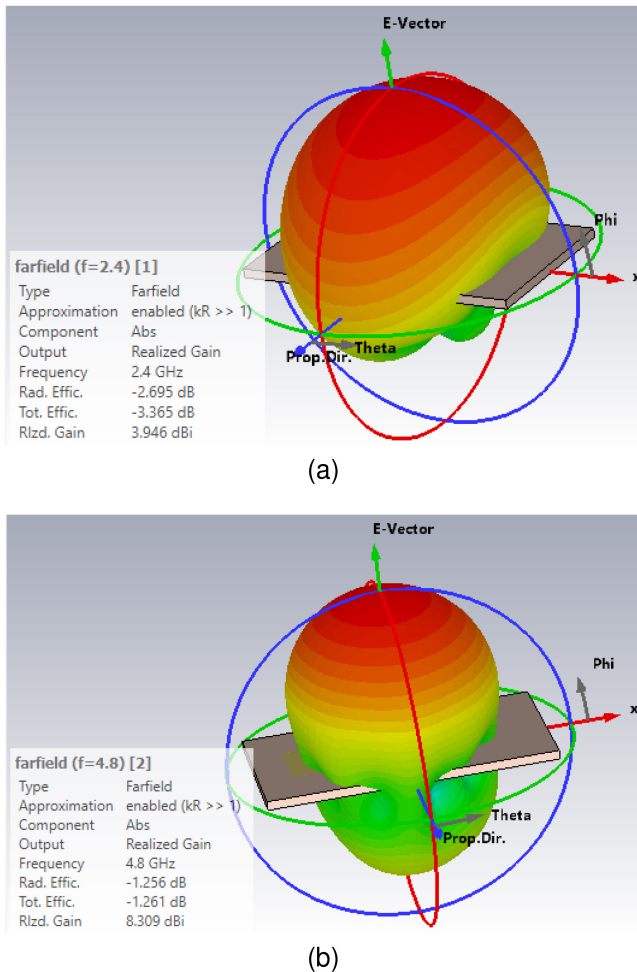 E-Vector
Phi
x
farfield (f=2.4) [1]
Type Farfield
Approximation enabled (kR >> 1)
Component Abs
Output Realized Gain
Frequency 2.4 GHz
Rad. Effic. -2.695 dB
Tot. Effic. -3.365 dB
Rlzd. Gain 3.946 dBi
Theta
Prop.Dir.
(a)
E-Vector
Phi
x
farfield (f=4.8) [2]
Type Farfield
Approximation enabled (kR >> 1)
Component Abs
Output Realized Gain
Frequency 4.8 GHz
Rad. Effic. -1.256 dB
Tot. Effic. -1.261 dB
Rlzd. Gain 8.309 dBi
Theta
Prop.Dir.
(b)